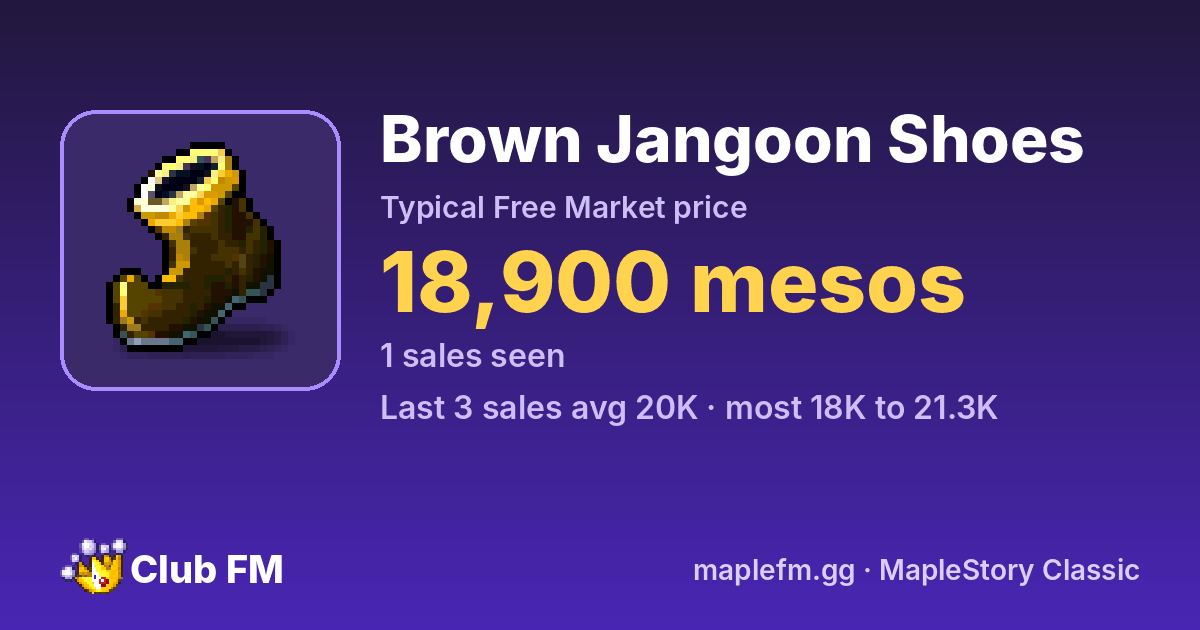 Brown Jangoon Shoes
Typical Free Market price
18,900 mesos
1 sales seen
Last 3 sales avg 20K · most 18K to 21.3K
Club FM
maplefm.gg · MapleStory Classic